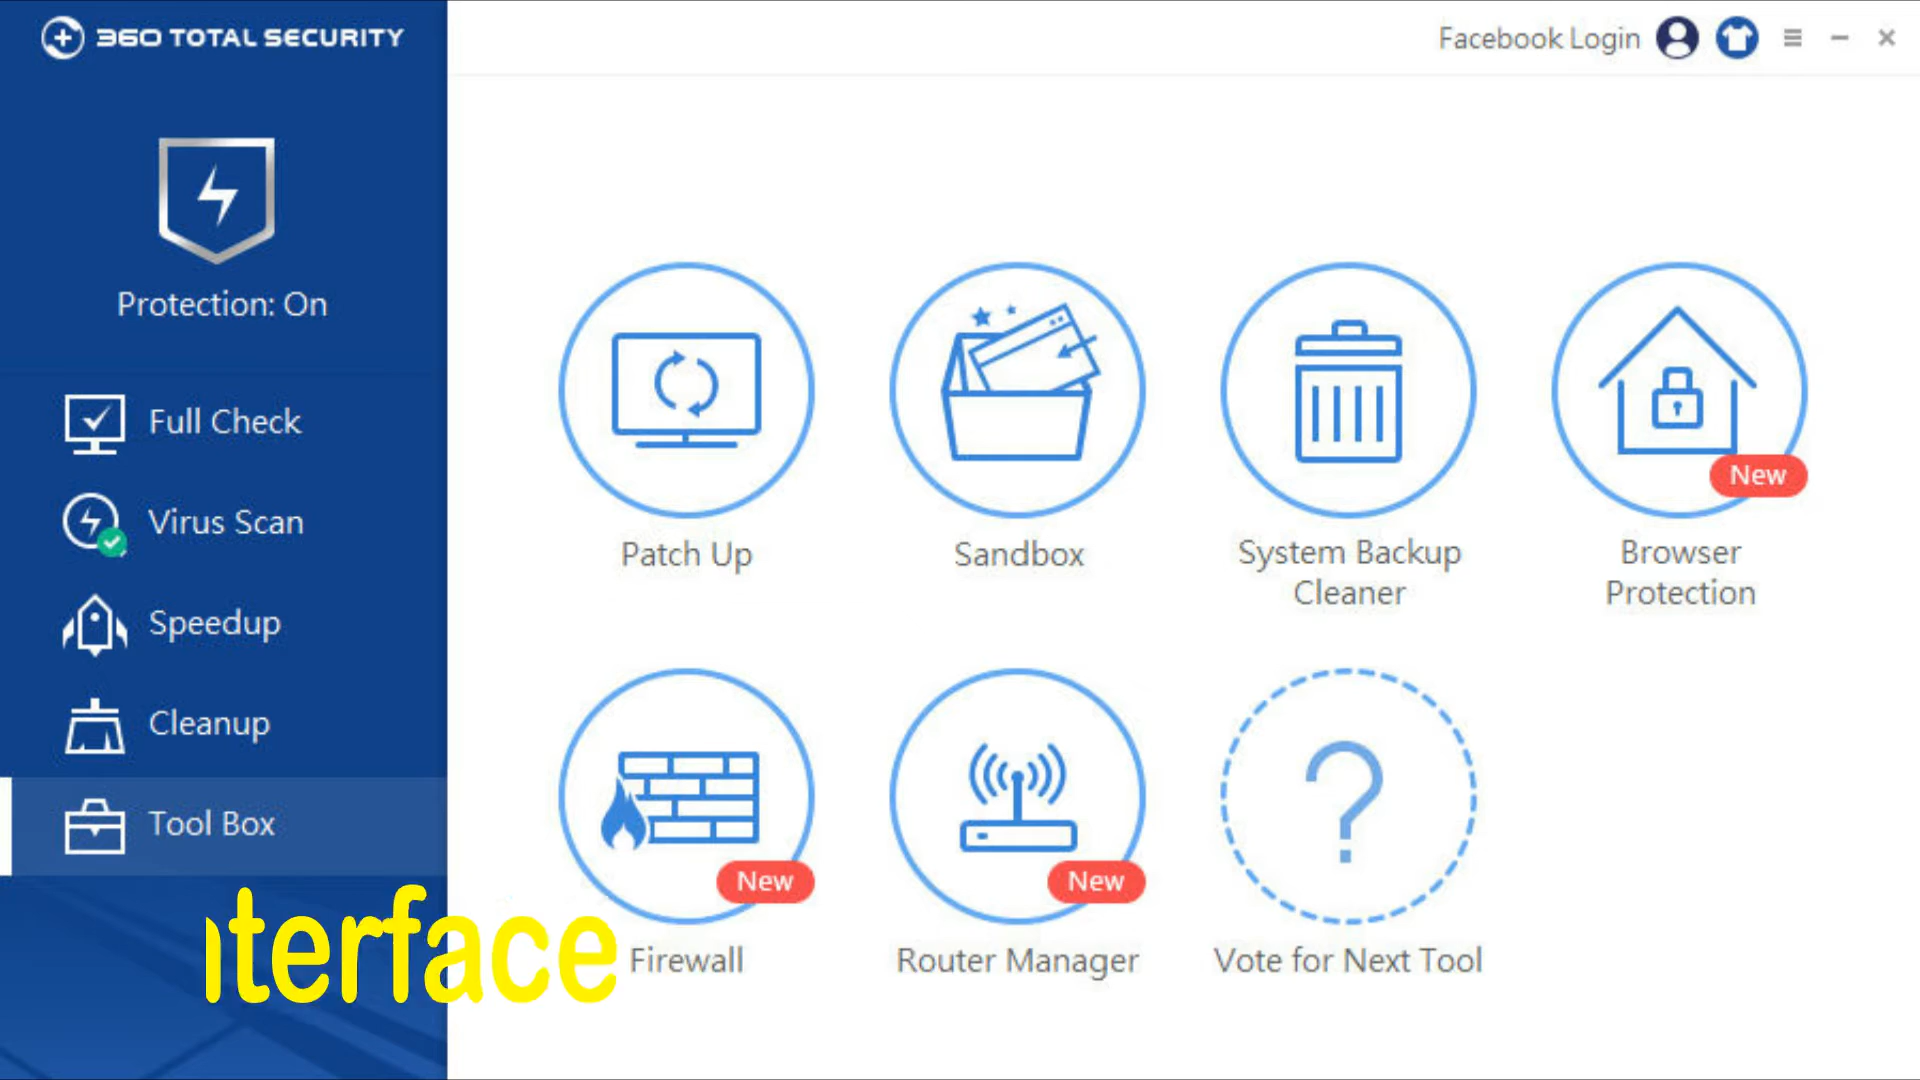 360 TOTAL SECURITY
Facebook Login
Protection: On
Full Check
Virus Scan
Speedup
Cleanup
Tool Box
Patch Up
Sandbox
System Backup
Cleaner
Browser
Protection
New
New
New
Firewall
Router Manager
Vote for Next Tool
terface